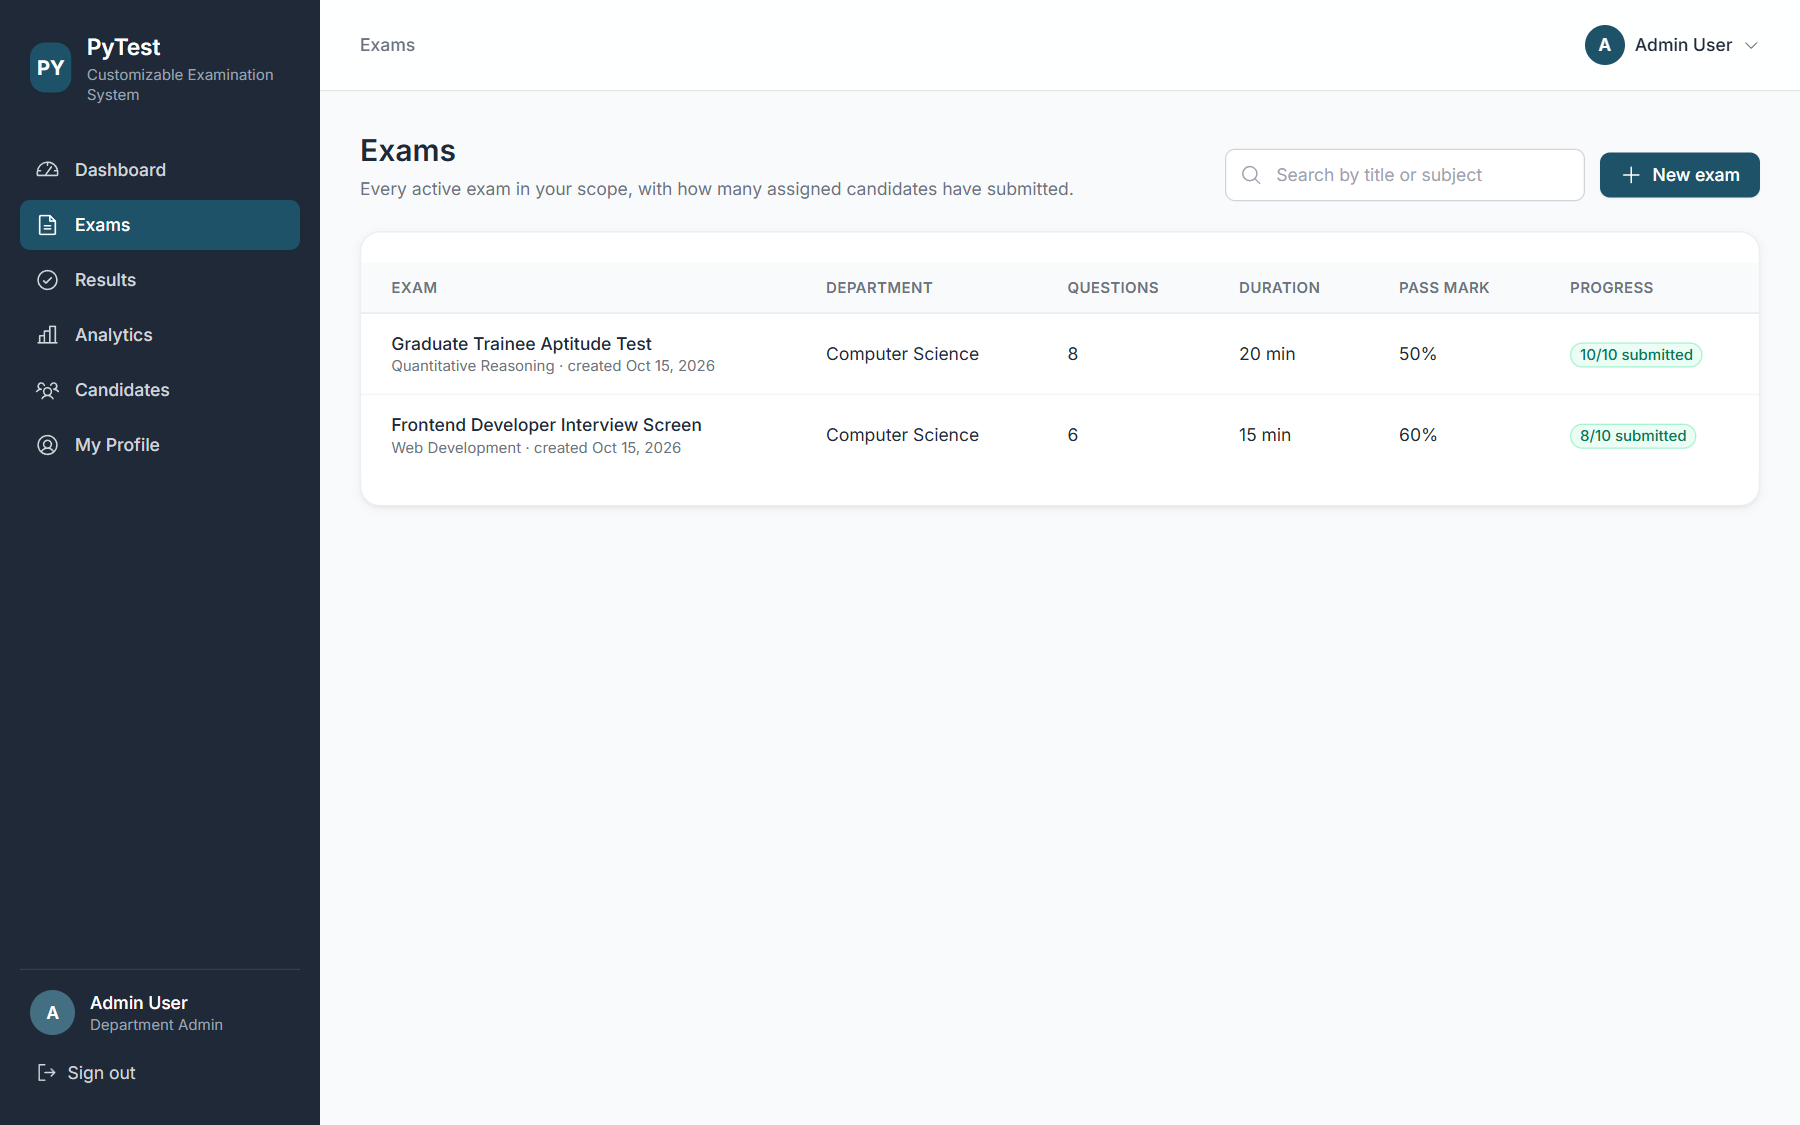 PY
PyTest
Customizable Examination
System
Dashboard
Exams
Results
Analytics
Candidates
My Profile
A
Admin User
Department Admin
Sign out
Exams
A
Admin User
Exams
Every active exam in your scope, with how many assigned candidates have submitted.
Search by title or subject
New exam
EXAM DEPARTMENT QUESTIONS DURATION PASS MARK PROGRESS
Graduate Trainee Aptitude Test
Quantitative Reasoning · created Oct 15, 2026
Computer Science 8 20 min 50% 10/10 submitted
Frontend Developer Interview Screen
Web Development · created Oct 15, 2026
Computer Science 6 15 min 60% 8/10 submitted